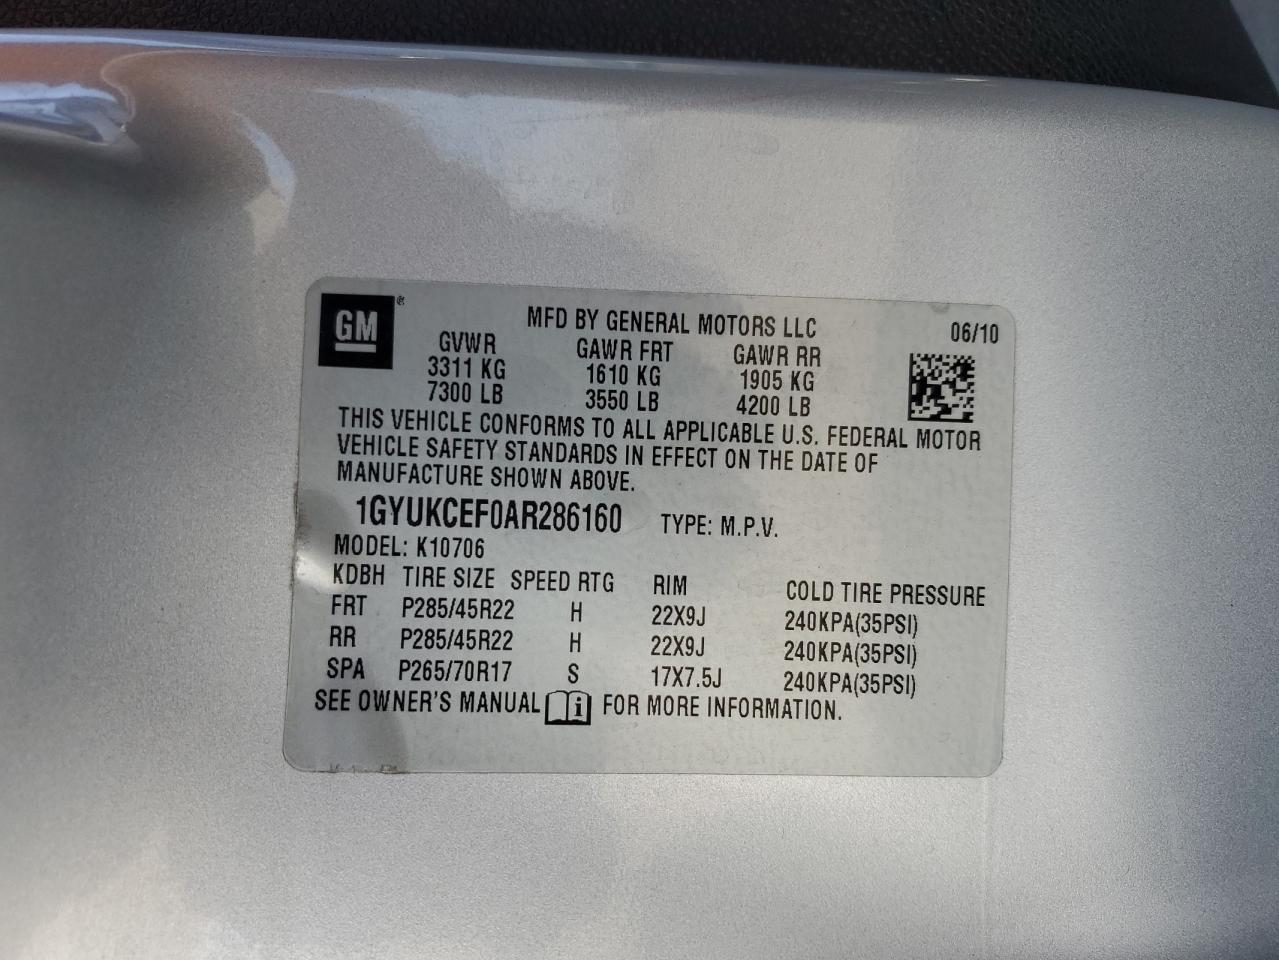 GM ®
MFD BY GENERAL MOTORS LLC 06/10
GVWR GAWR FRT GAWR RR
3311 KG 1610 KG 1905 KG
7300 LB 3550 LB 4200 LB
THIS VEHICLE CONFORMS TO ALL APPLICABLE U.S. FEDERAL MOTOR
VEHICLE SAFETY STANDARDS IN EFFECT ON THE DATE OF
MANUFACTURE SHOWN ABOVE.
1GYUKCEF0AR286160 TYPE: M.P.V.
MODEL: K10706
KDBH TIRE SIZE SPEED RTG RIM COLD TIRE PRESSURE
FRT P285/45R22 H 22X9J 240KPA(35PSI)
RR P285/45R22 H 22X9J 240KPA(35PSI)
SPA P265/70R17 S 17X7.5J 240KPA(35PSI)
SEE OWNER'S MANUAL i FOR MORE INFORMATION.